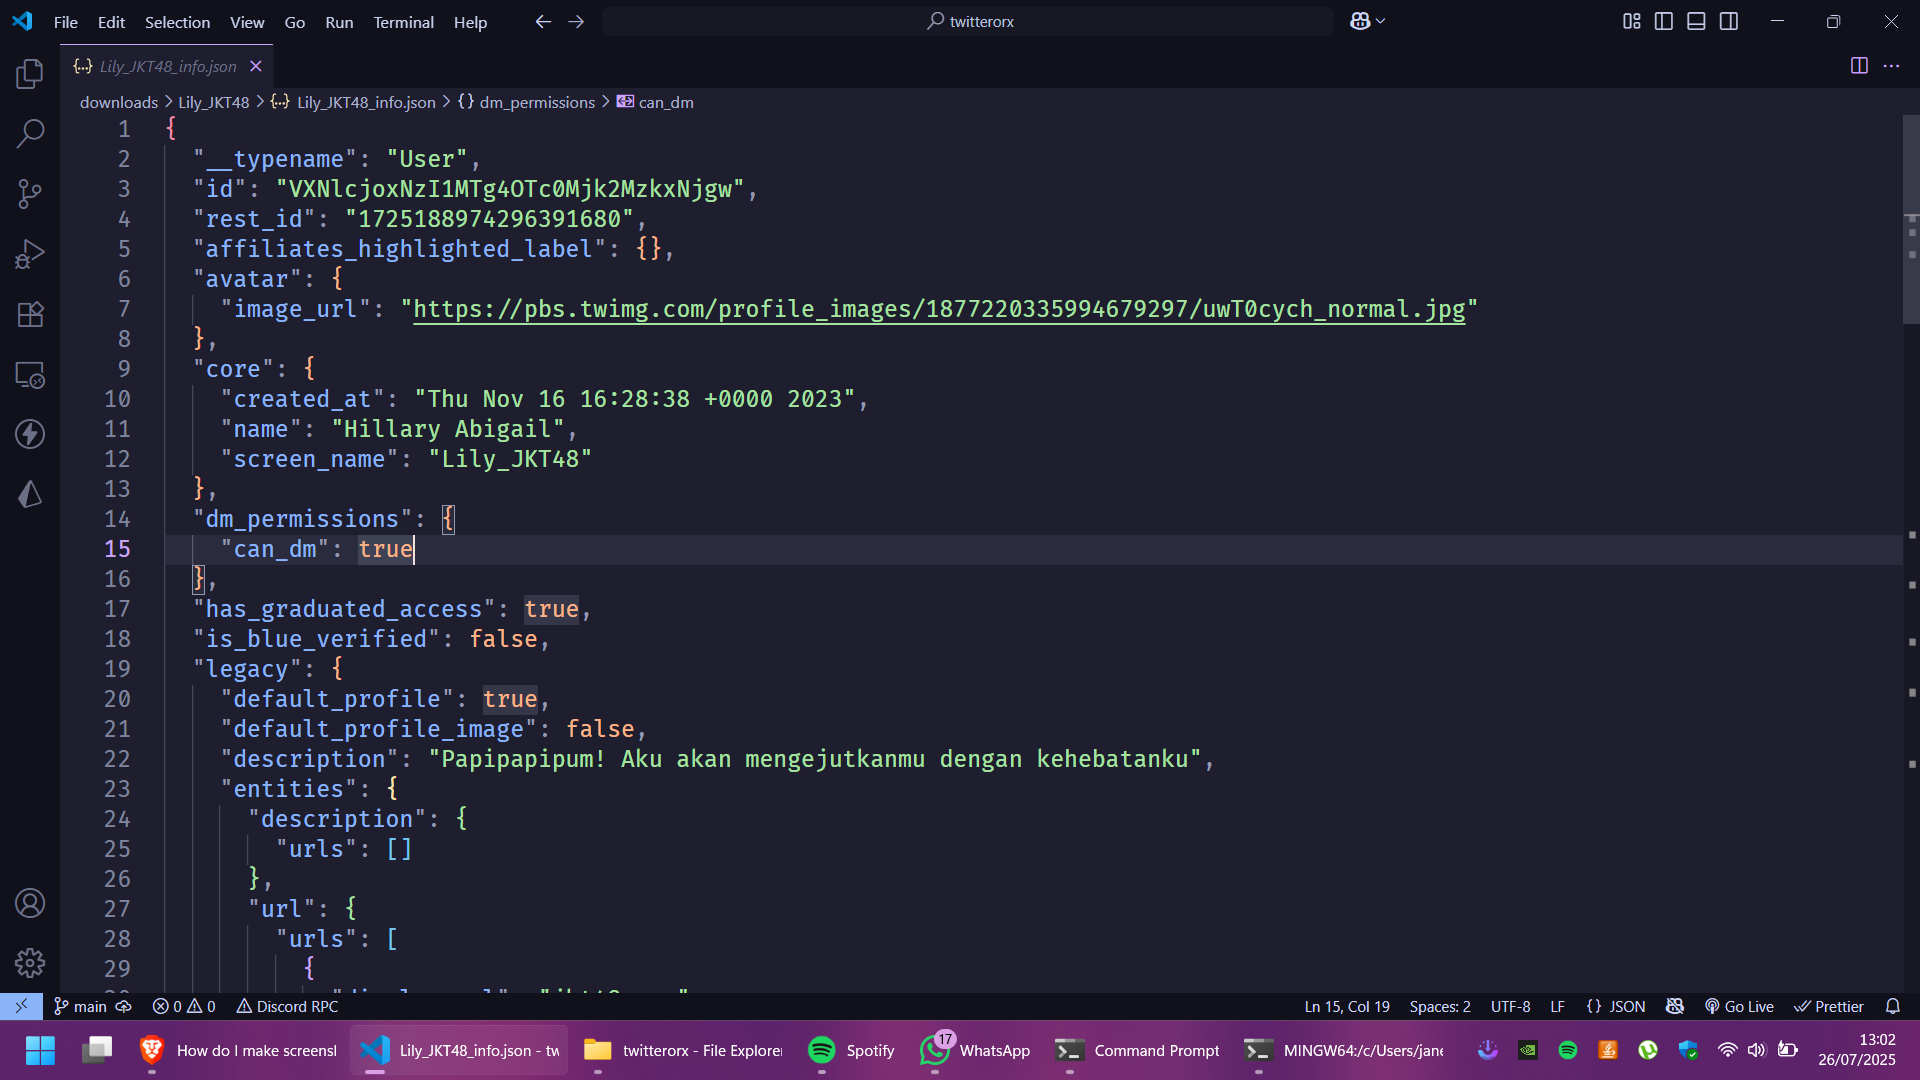 File Edit Selection View Go Run Terminal Help
twitterorx
Lily_JKT48_info.json
downloads > Lily_JKT48 > {..} Lily_JKT48_info.json > {} dm_permissions > can_dm
1 {
2 "__typename": "User",
3 "id": "VXNlcjoxNzI1MTg4OTc0Mjk2MzkxNjgw",
4 "rest_id": "1725188974296391680",
5 "affiliates_highlighted_label": {},
6 "avatar": {
7 "image_url": "https://pbs.twimg.com/profile_images/1877220335994679297/uwT0cych_normal.jpg"
8 },
9 "core": {
10 "created_at": "Thu Nov 16 16:28:38 +0000 2023",
11 "name": "Hillary Abigail",
12 "screen_name": "Lily_JKT48"
13 },
14 "dm_permissions": {
15 "can_dm": true
16 },
17 "has_graduated_access": true,
18 "is_blue_verified": false,
19 "legacy": {
20 "default_profile": true,
21 "default_profile_image": false,
22 "description": "Papipapipum! Aku akan mengejutkanmu dengan kehebatanku",
23 "entities": {
24 "description": {
25 "urls": []
26 },
27 "url": {
28 "urls": [
29 {
main 0 0 Discord RPC Ln 15, Col 19 Spaces: 2 UTF-8 LF {} JSON Go Live Prettier
How do I make screensl Lily_JKT48_info.json - tw twitterorx - File Explorer Spotify 17 WhatsApp Command Prompt MINGW64:/c/Users/jane 13:02
26/07/2025